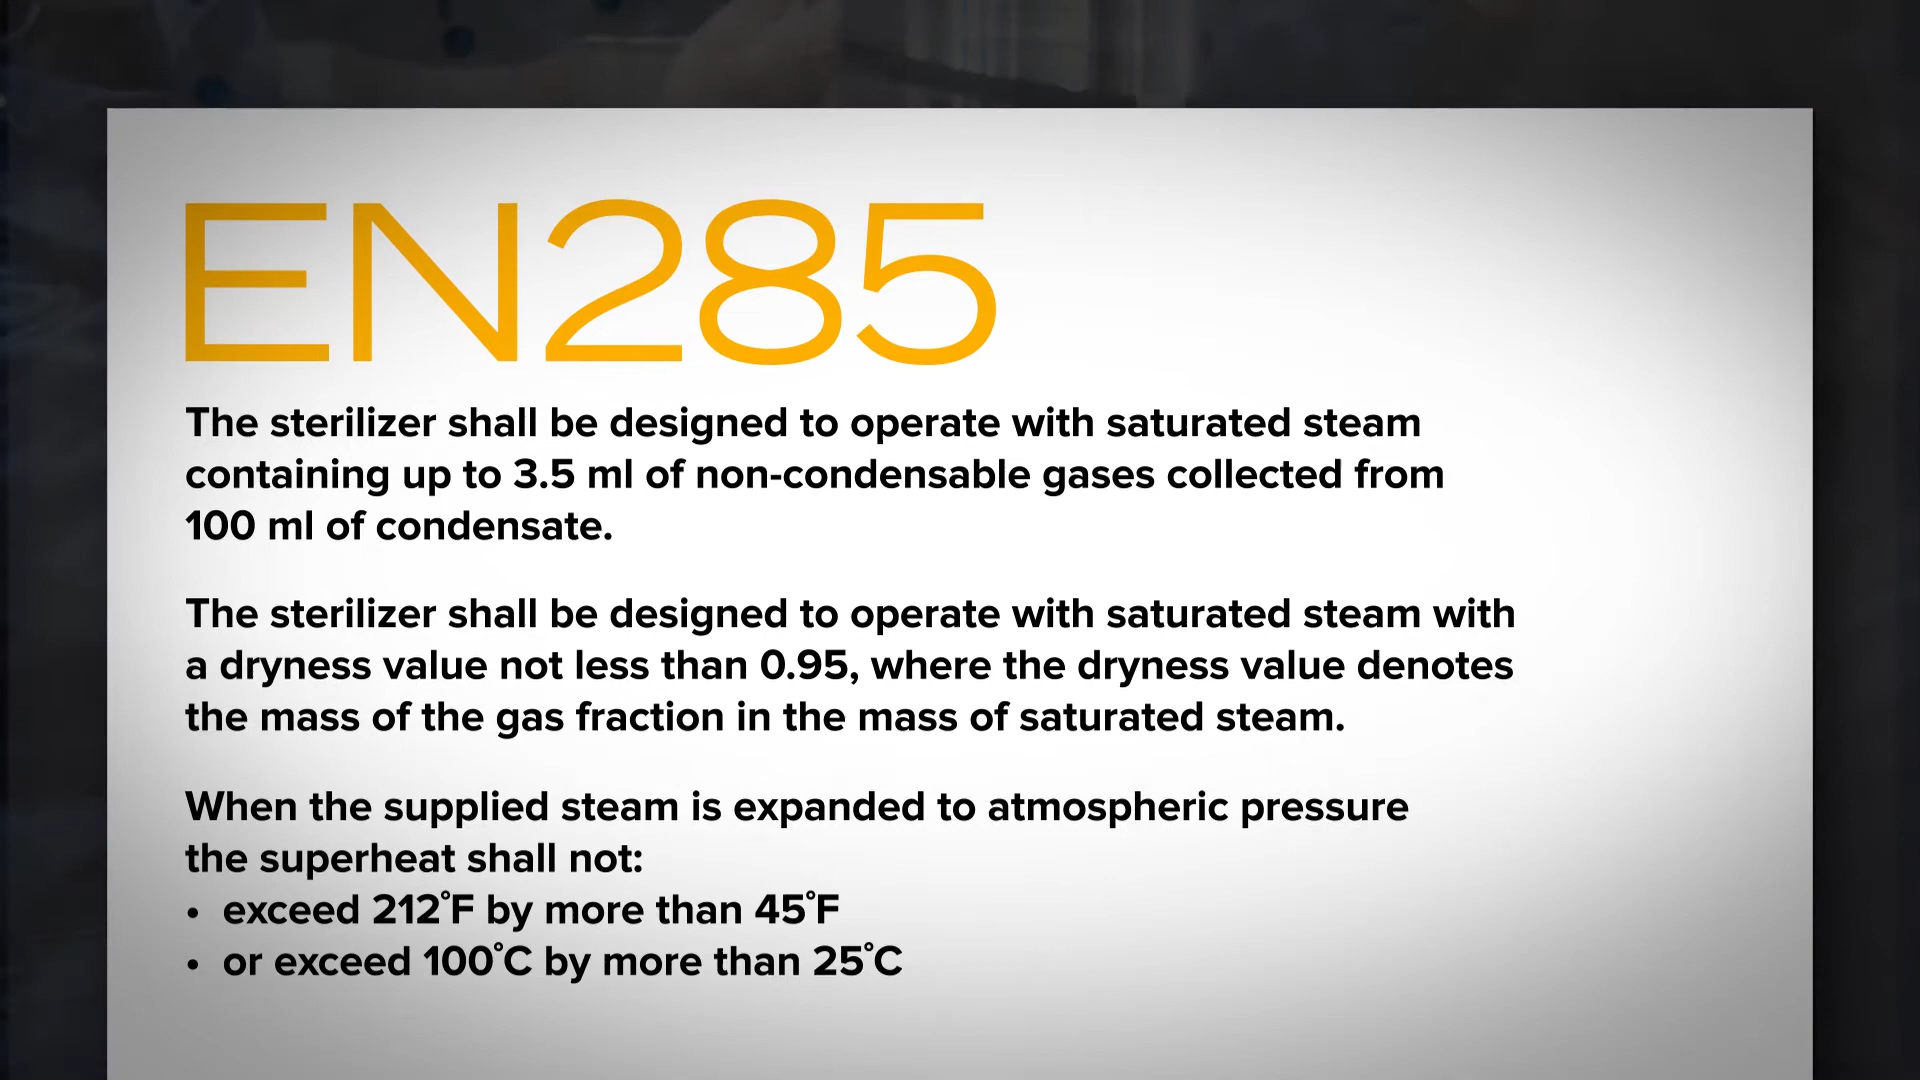 EN285
The sterilizer shall be designed to operate with saturated steam
containing up to 3.5 ml of non-condensable gases collected from
100 ml of condensate.
The sterilizer shall be designed to operate with saturated steam with
a dryness value not less than 0.95, where the dryness value denotes
the mass of the gas fraction in the mass of saturated steam.
When the supplied steam is expanded to atmospheric pressure
the superheat shall not:
• exceed 212°F by more than 45°F
• or exceed 100°C by more than 25°C